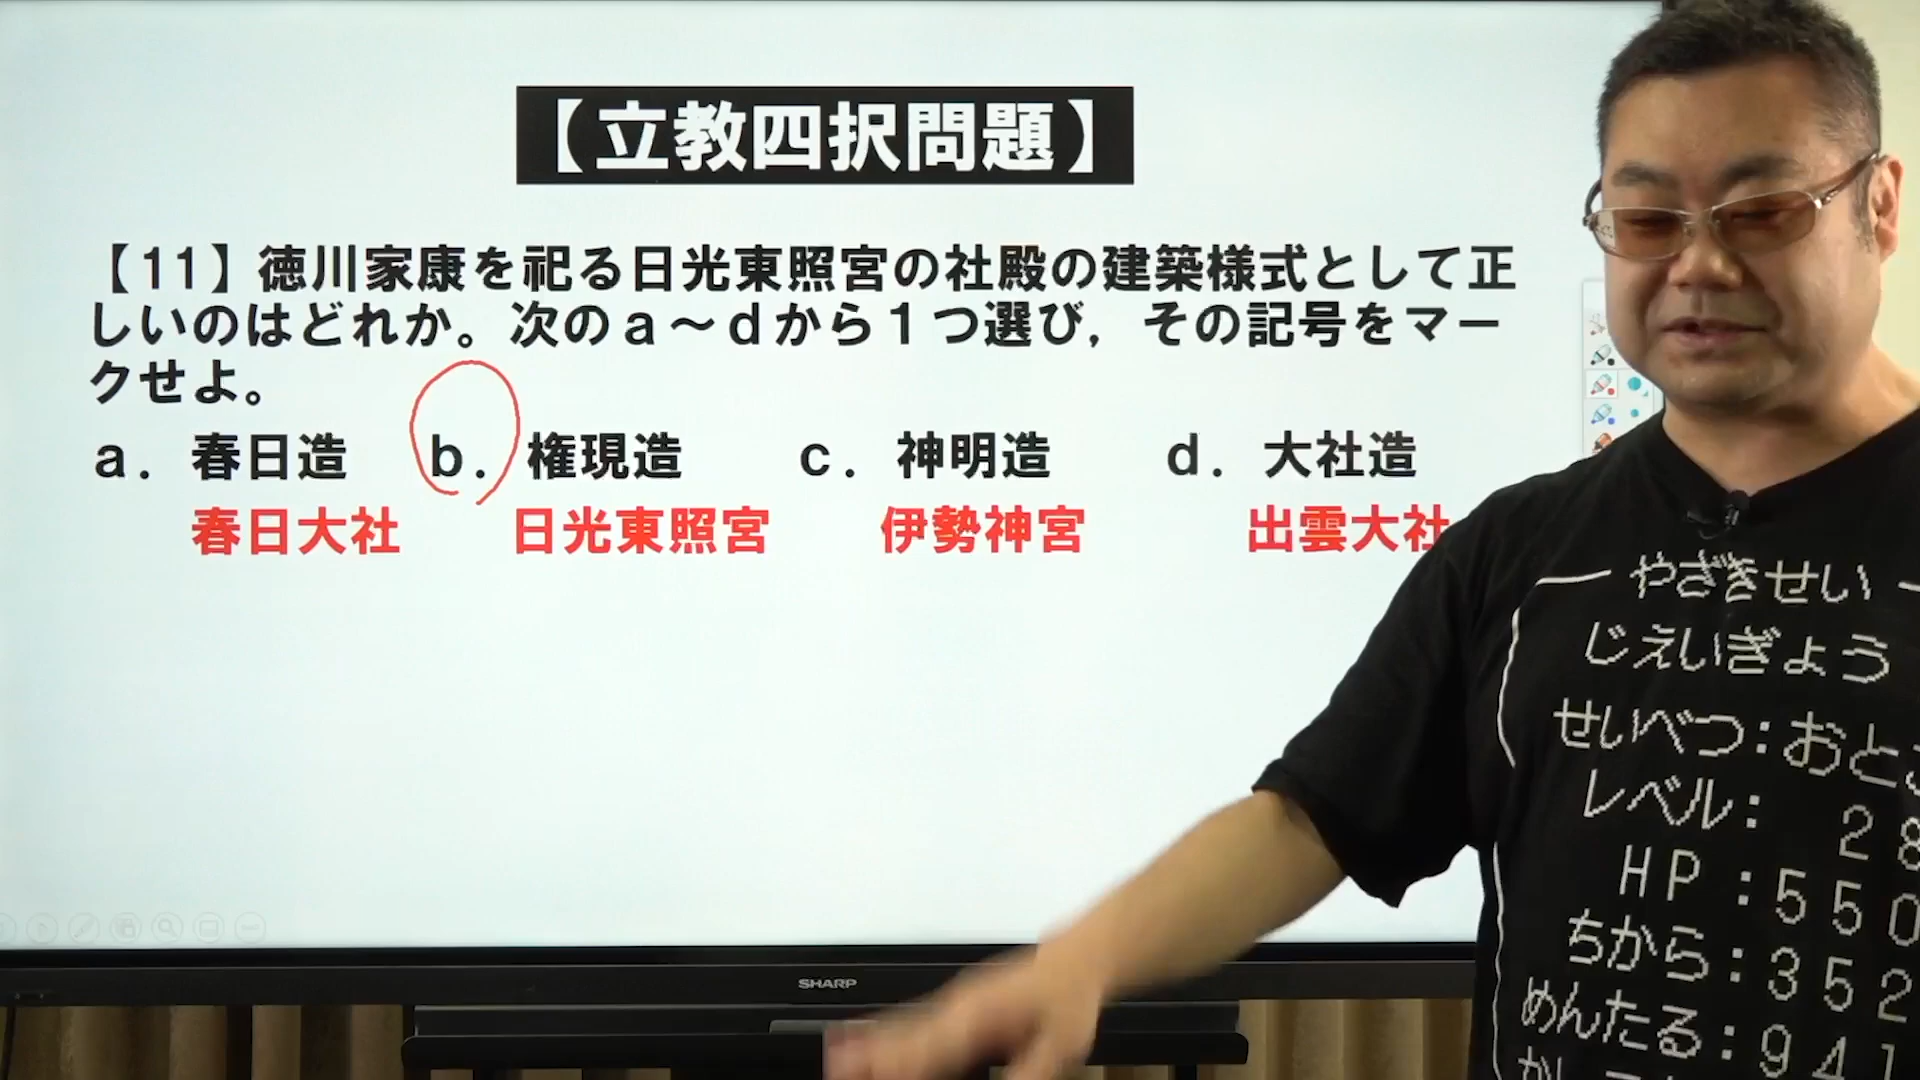 【立教四択問題】
【11】徳川家康を祀る日光東照宮の社殿の建築様式として正
しいのはどれか。次のａ～ｄから１つ選び，その記号をマー
クせよ。
ａ．春日造　ｂ．権現造　ｃ．神明造　ｄ．大社造
春日大社　日光東照宮　伊勢神宮　出雲大社
SHARP
やざきせい
じえいぎょう
せいべつ：おとこ
レベル：２８
ＨＰ：５５０
ちから：３５２
めんたる：９４１